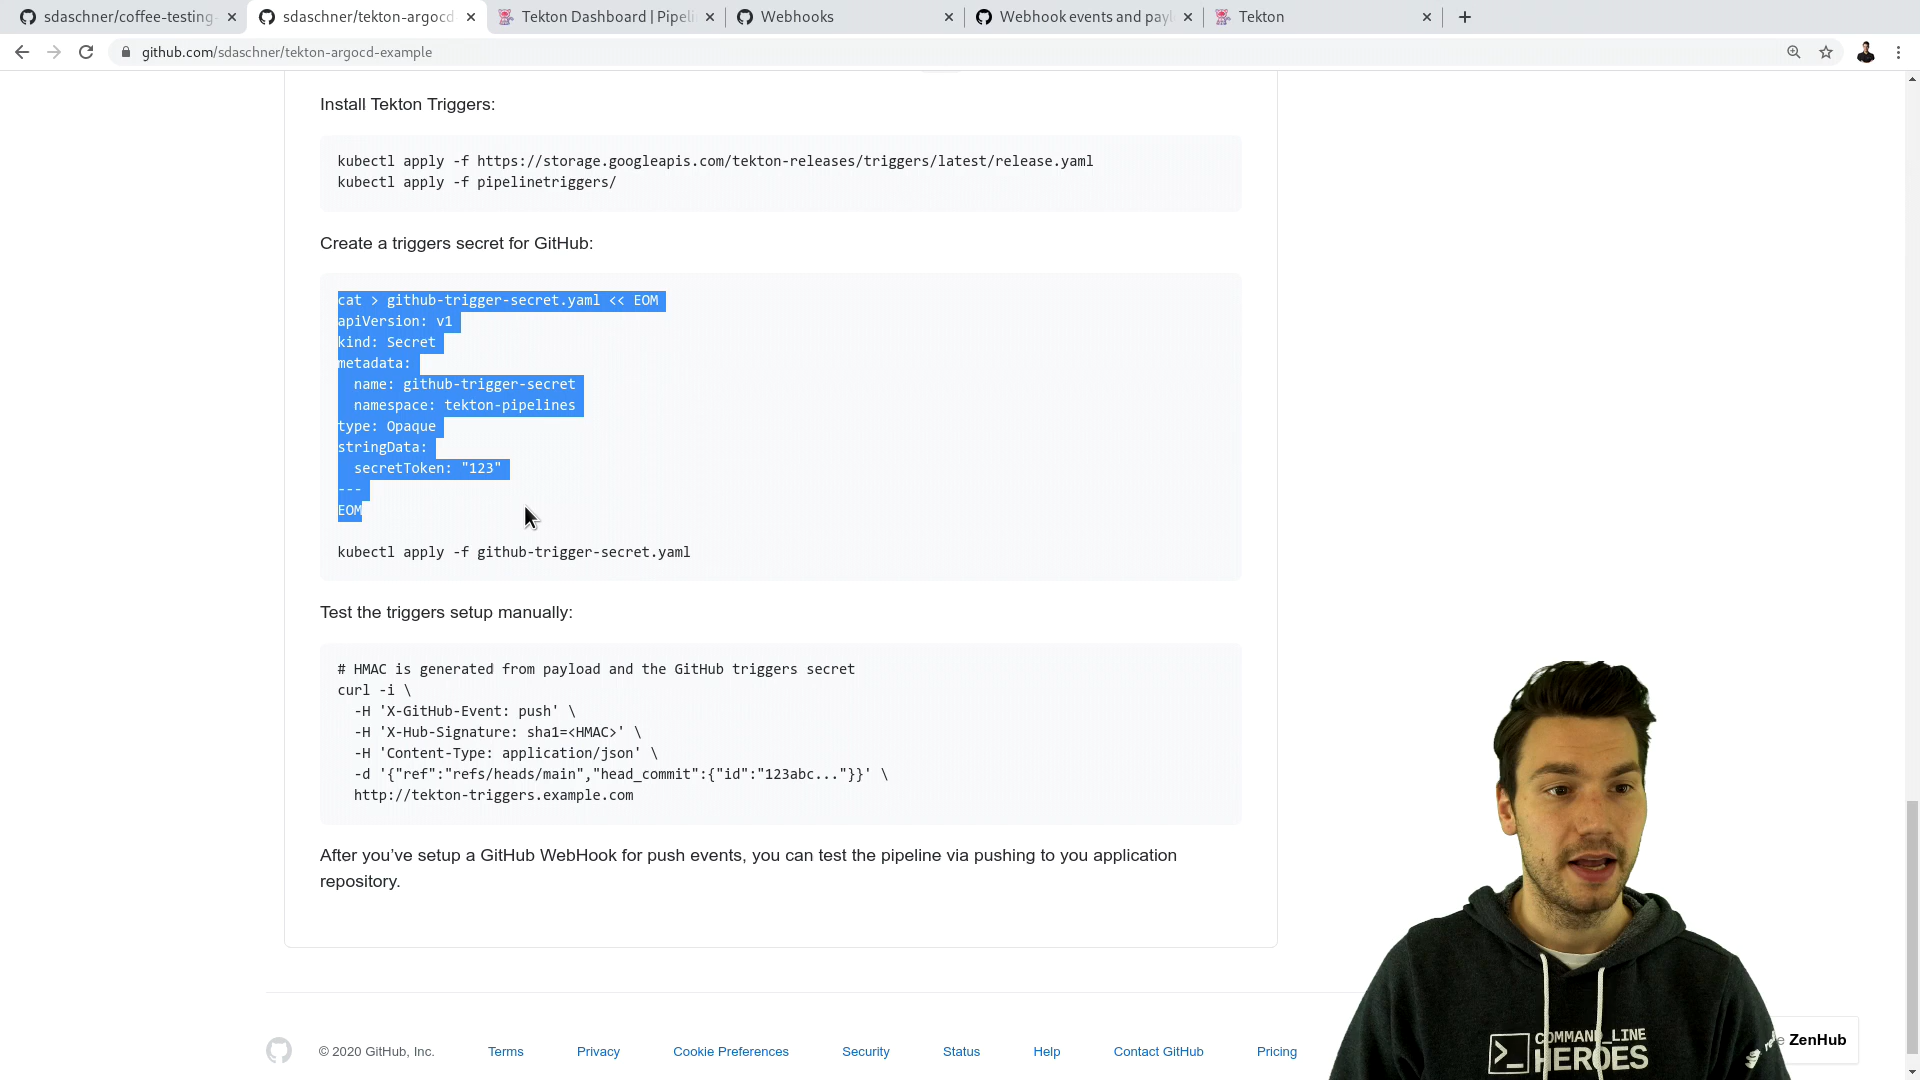 sdaschner/coffee-testing-
sdaschner/tekton-argocd
Tekton Dashboard | Pipeli
Webhooks
Webhook events and payl
Tekton
github.com/sdaschner/tekton-argocd-example
Install Tekton Triggers:
kubectl apply -f https://storage.googleapis.com/tekton-releases/triggers/latest/release.yaml
kubectl apply -f pipelinetriggers/
Create a triggers secret for GitHub:
cat > github-trigger-secret.yaml << EOM
apiVersion: v1
kind: Secret
metadata:
  name: github-trigger-secret
  namespace: tekton-pipelines
type: Opaque
stringData:
  secretToken: "123"
---
EOM
kubectl apply -f github-trigger-secret.yaml
Test the triggers setup manually:
# HMAC is generated from payload and the GitHub triggers secret
curl -i \
  -H 'X-GitHub-Event: push' \
  -H 'X-Hub-Signature: sha1=<HMAC>' \
  -H 'Content-Type: application/json' \
  -d '{"ref":"refs/heads/main","head_commit":{"id":"123abc..."}}' \
  http://tekton-triggers.example.com
After you’ve setup a GitHub WebHook for push events, you can test the pipeline via pushing to you application
repository.
© 2020 GitHub, Inc.
Terms
Privacy
Cookie Preferences
Security
Status
Help
Contact GitHub
Pricing
ZenHub
COMMAND_LINE
HEROES